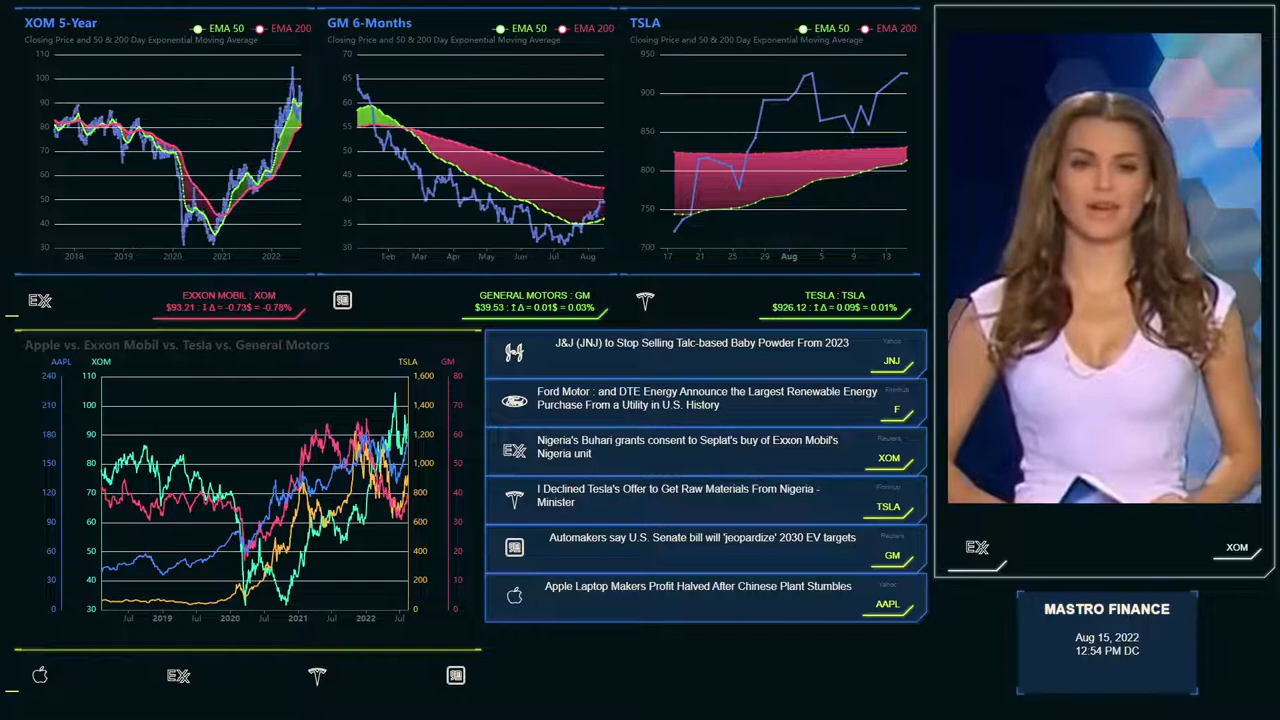 XOM 5-Year
EMA 50 EMA 200
Closing Price and 50 & 200 Day Exponential Moving Average
110
100
90
80
70
60
50
40
30
2018 2019 2020 2021 2022
GM 6-Months
EMA 50 EMA 200
Closing Price and 50 & 200 Day Exponential Moving Average
70
65
60
55
50
45
40
35
30
Feb Mar Apr May Jun Jul Aug
TSLA
EMA 50 EMA 200
Closing Price and 50 & 200 Day Exponential Moving Average
950
900
850
800
750
700
17 21 25 29 Aug 5 9 13
EXXON MOBIL : XOM
$93.21 : ↕ Δ = -0.73$ = -0.78%
GENERAL MOTORS : GM
$39.53 : ↕ Δ = 0.01$ = 0.03%
TESLA : TSLA
$926.12 : ↕ Δ = 0.09$ = 0.01%
Apple vs. Exxon Mobil vs. Tesla vs. General Motors
AAPL XOM TSLA GM
240 110 1,600 80
210 100 1,400 70
180 90 1,200 60
150 80 1,000 50
120 70 800 40
90 60 600 30
60 50 400 20
30 40 200 10
0 30 0 0
Jul 2019 Jul 2020 Jul 2021 Jul 2022 Jul
J&J (JNJ) to Stop Selling Talc-based Baby Powder From 2023
Yahoo
JNJ
Ford Motor : and DTE Energy Announce the Largest Renewable Energy
Purchase From a Utility in U.S. History
Finnhub
F
Nigeria's Buhari grants consent to Seplat's buy of Exxon Mobil's
Nigeria unit
Reuters
XOM
I Declined Tesla's Offer to Get Raw Materials From Nigeria -
Minister
Finnhub
TSLA
Automakers say U.S. Senate bill will 'jeopardize' 2030 EV targets
Reuters
GM
Apple Laptop Makers Profit Halved After Chinese Plant Stumbles
Yahoo
AAPL
XOM
MASTRO FINANCE
Aug 15, 2022
12:54 PM DC